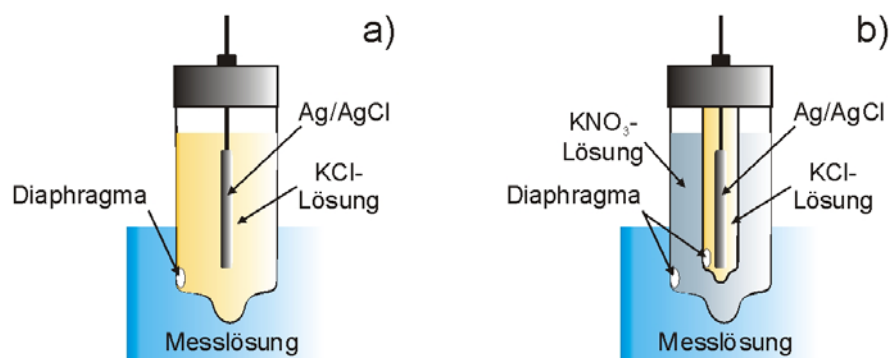 a)
Ag/AgCl
KCl-
Lösung
Diaphragma
Messlösung
b)
KNO₃-
Lösung
Ag/AgCl
Diaphragma
KCl-
Lösung
Messlösung